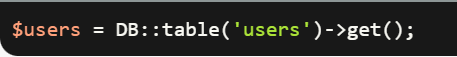 $users = DB::table('users')->get();